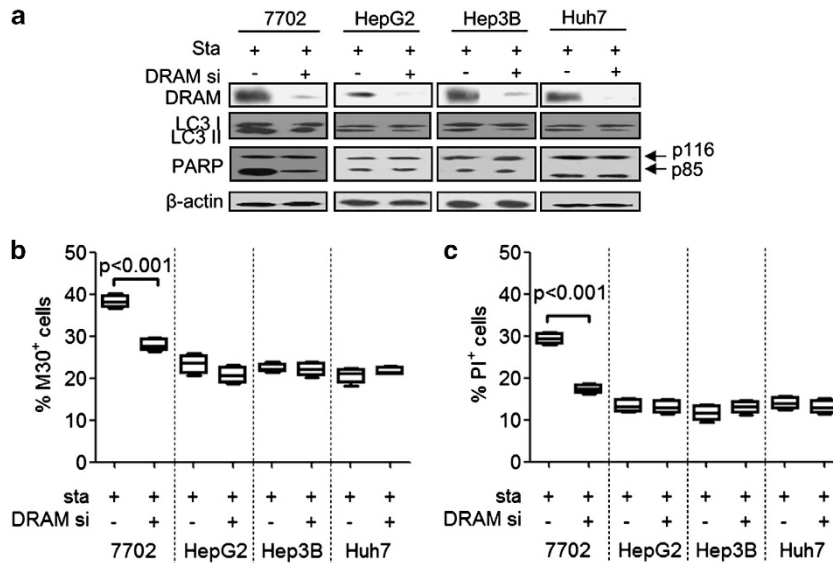 a
7702 HepG2 Hep3B Huh7
Sta + + + + + + + +
DRAM si - + - + - + - +
DRAM
LC3 I
LC3 II
PARP
p116
p85
β-actin
b
50
40
30
20
10
0
% M30+ cells
p<0.001
sta + + + + + + + +
DRAM si - + - + - + - +
7702 HepG2 Hep3B Huh7
c
50
40
30
20
10
0
% PI+ cells
p<0.001
sta + + + + + + + +
DRAM si - + - + - + - +
7702 HepG2 Hep3B Huh7